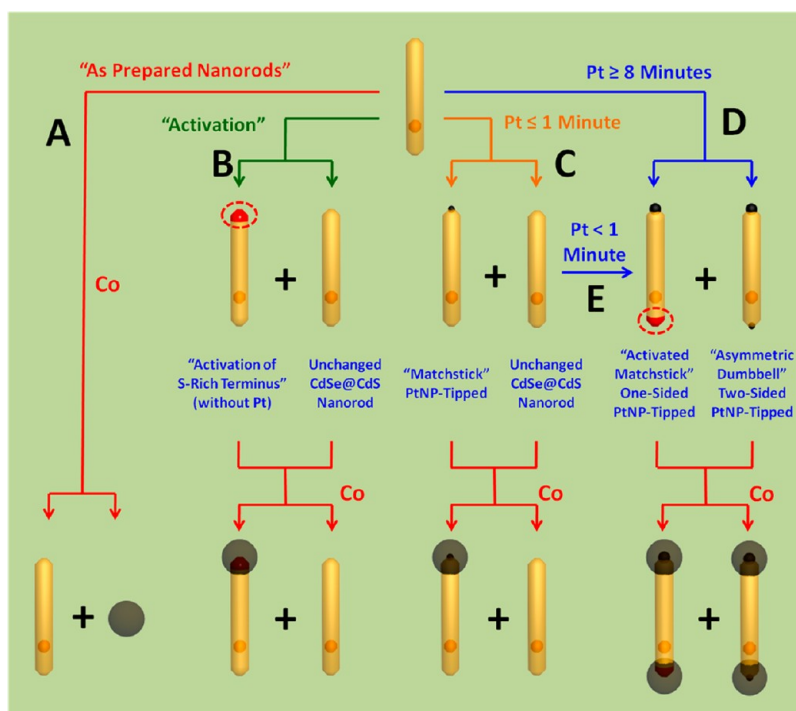 "As Prepared Nanorods"
Pt ≥ 8 Minutes
A
"Activation"
Pt ≤ 1 Minute
D
B
C
Pt < 1
Minute
Co
+
+
+
E
"Activation of
S-Rich Terminus"
(without Pt)
Unchanged
CdSe@CdS
Nanorod
"Matchstick"
PtNP-Tipped
Unchanged
CdSe@CdS
Nanorod
"Activated
Matchstick"
One-Sided
PtNP-Tipped
"Asymmetric
Dumbbell"
Two-Sided
PtNP-Tipped
Co
Co
Co
+
+
+
+